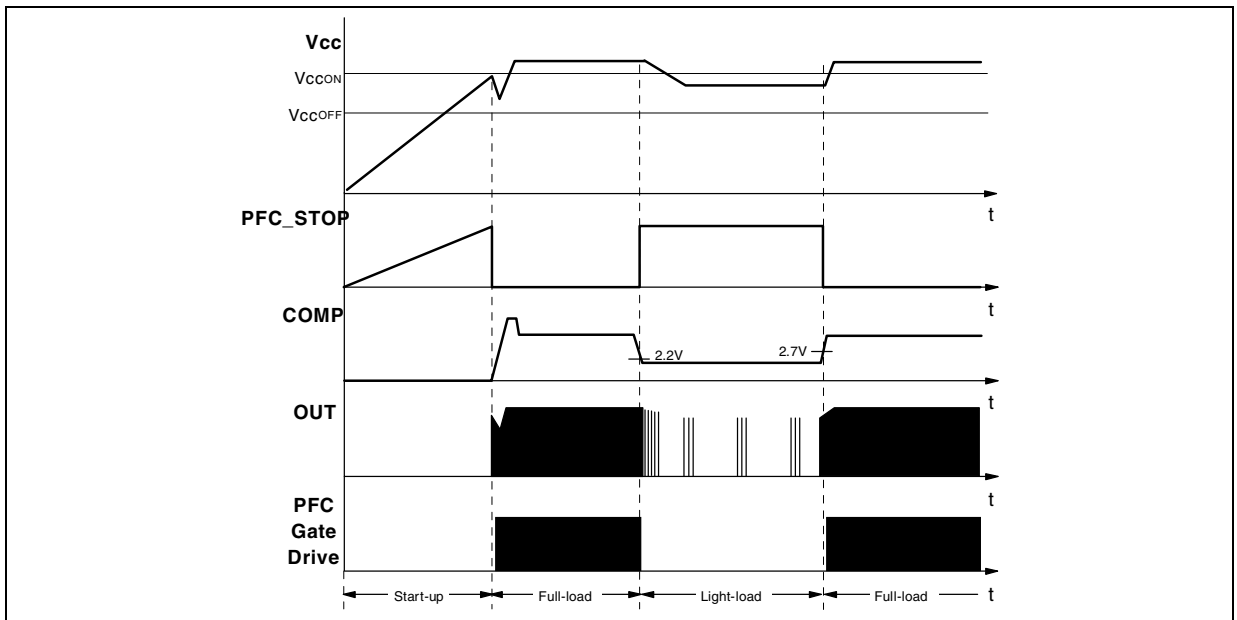 Vcc
VccON
VccOFF
t
PFC_STOP
t
COMP
2.2V
2.7V
t
OUT
t
PFC
Gate
Drive
Start-up
Full-load
Light-load
Full-load
t